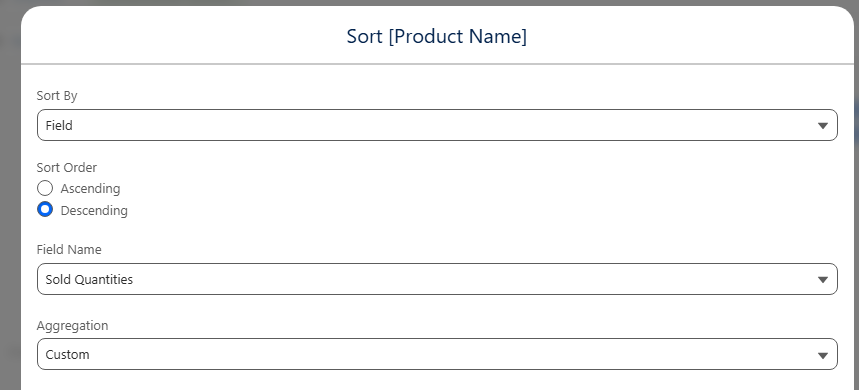 Sort [Product Name]
Sort By
Field
Sort Order
Ascending
Descending
Field Name
Sold Quantities
Aggregation
Custom